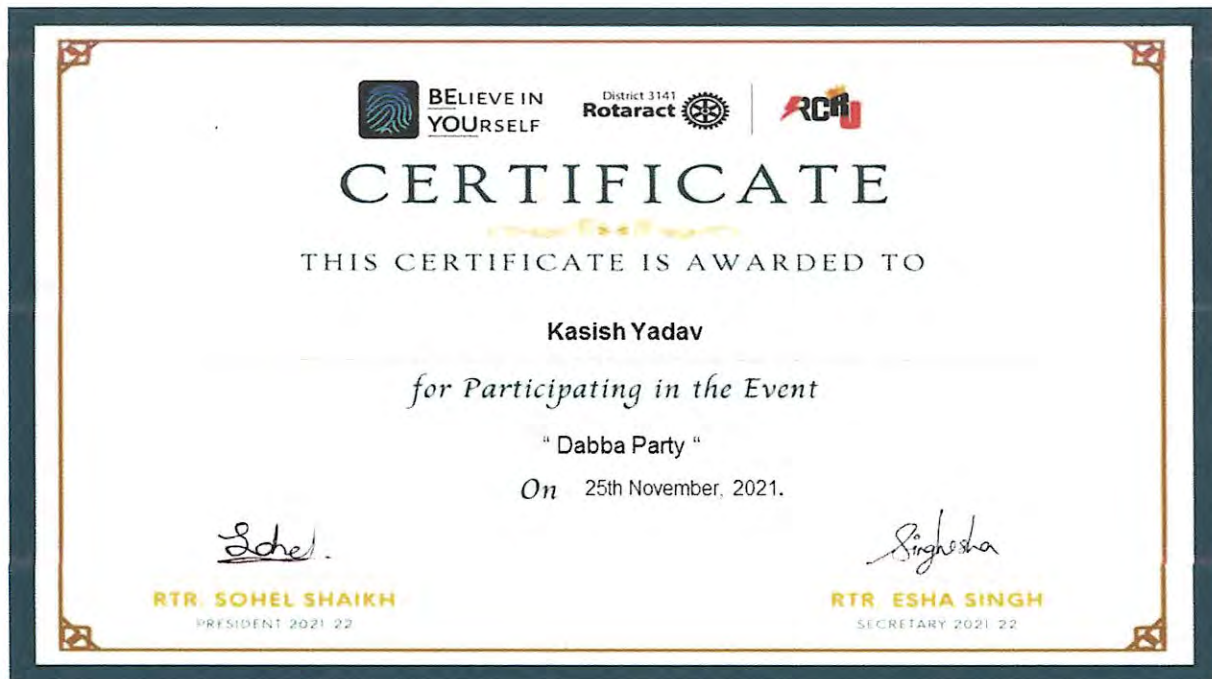 BELIEVE IN
YOURSELF
District 3141
Rotaract
RCRJ
CERTIFICATE
THIS CERTIFICATE IS AWARDED TO
Kasish Yadav
for Participating in the Event
“ Dabba Party “
On 25th November, 2021.
Sohel.
Singhesha
RTR. SOHEL SHAIKH
RTR. ESHA SINGH
PRESIDENT 2021-22
SECRETARY 2021-22